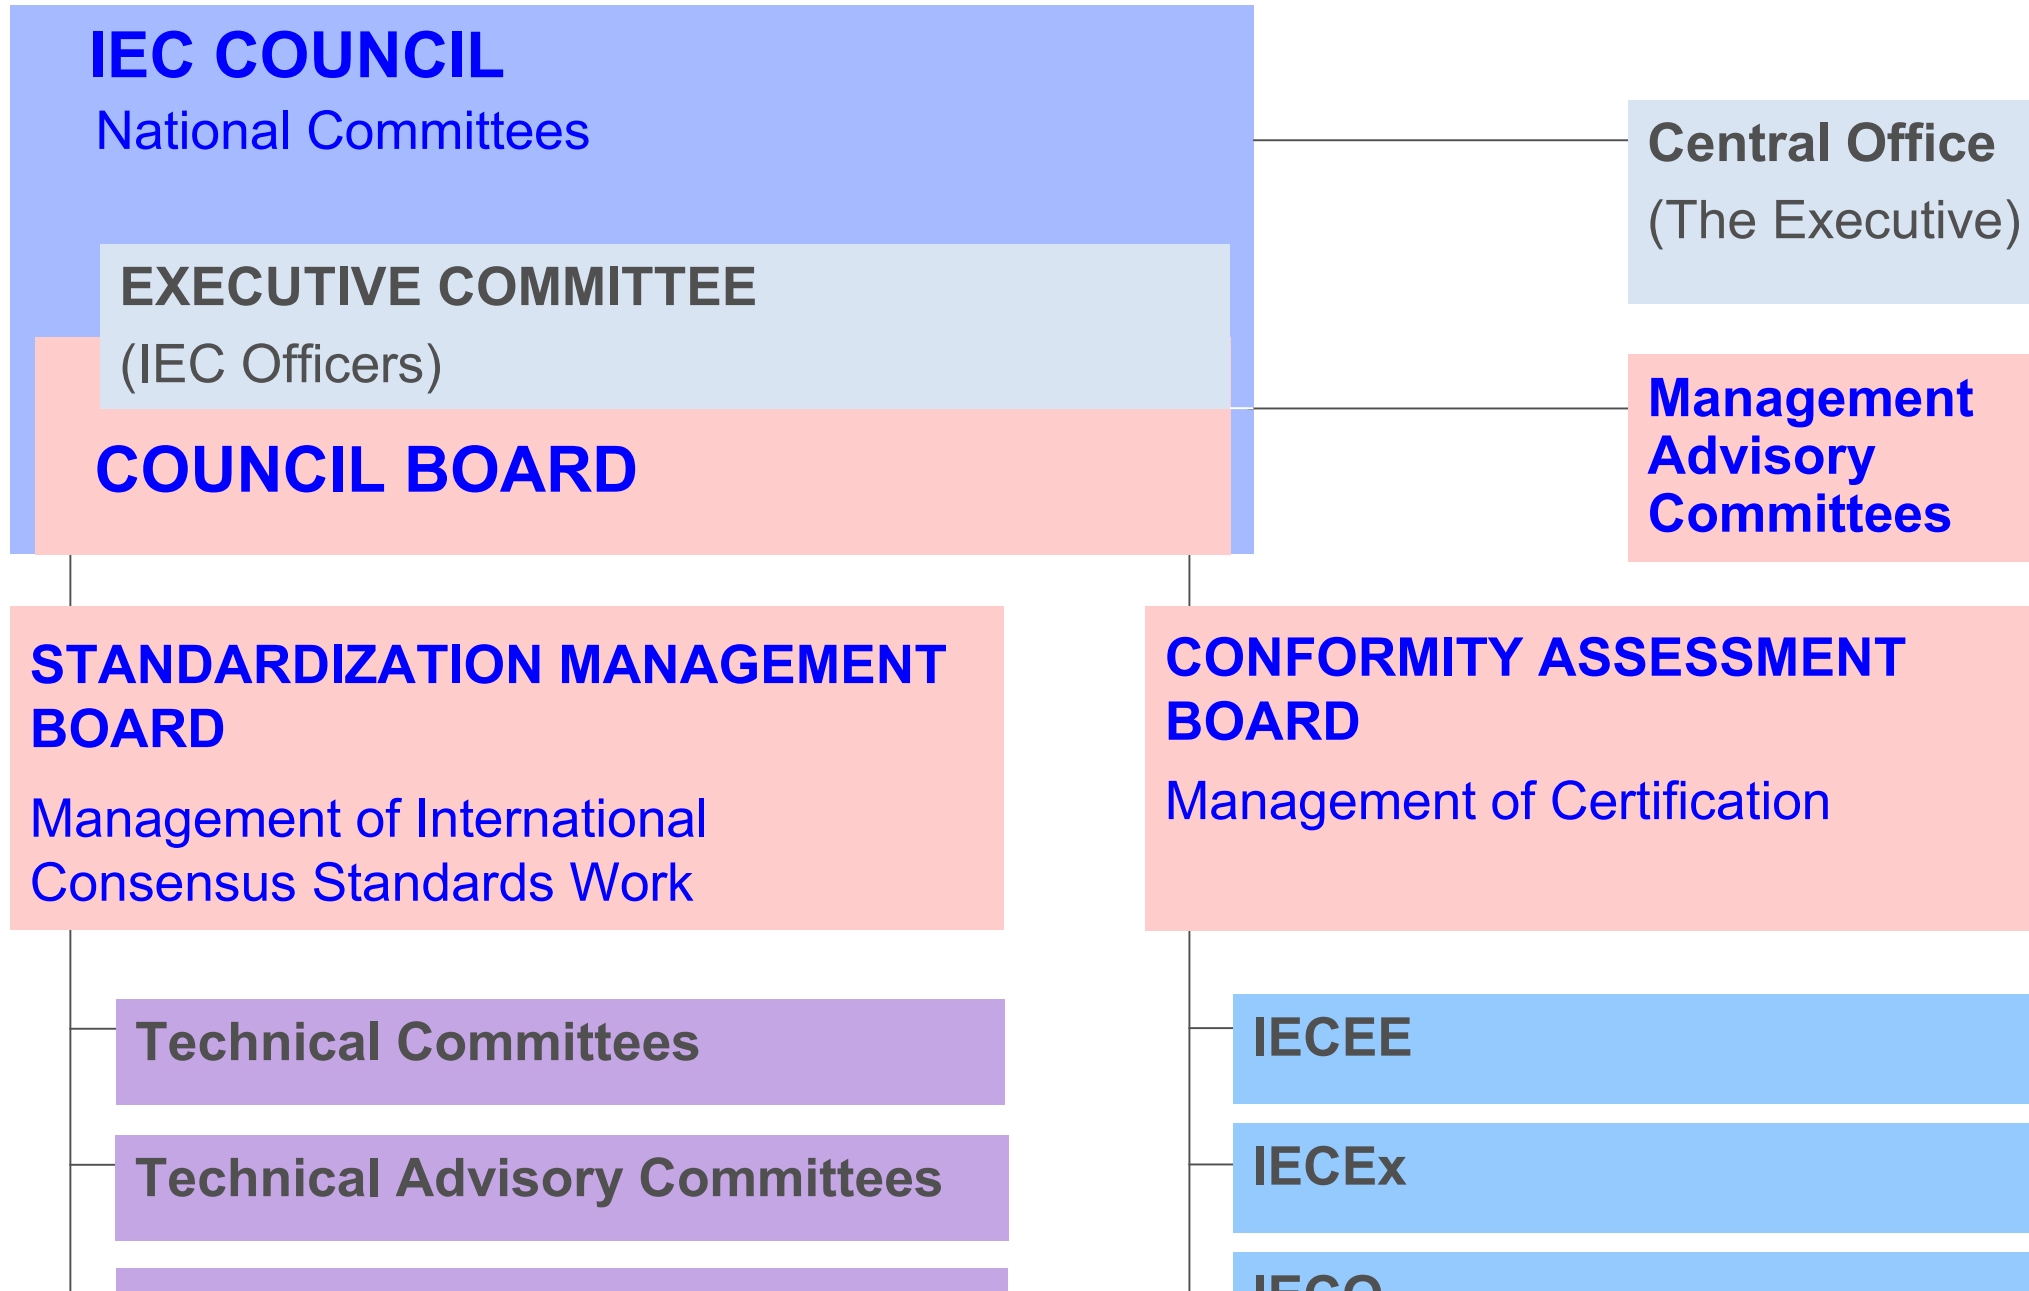 IEC COUNCIL
National Committees
Central Office
(The Executive)
EXECUTIVE COMMITTEE
(IEC Officers)
Management
Advisory
Committees
COUNCIL BOARD
STANDARDIZATION MANAGEMENT
BOARD
Management of International
Consensus Standards Work
CONFORMITY ASSESSMENT
BOARD
Management of Certification
Technical Committees
IECEE
Technical Advisory Committees
IECEx